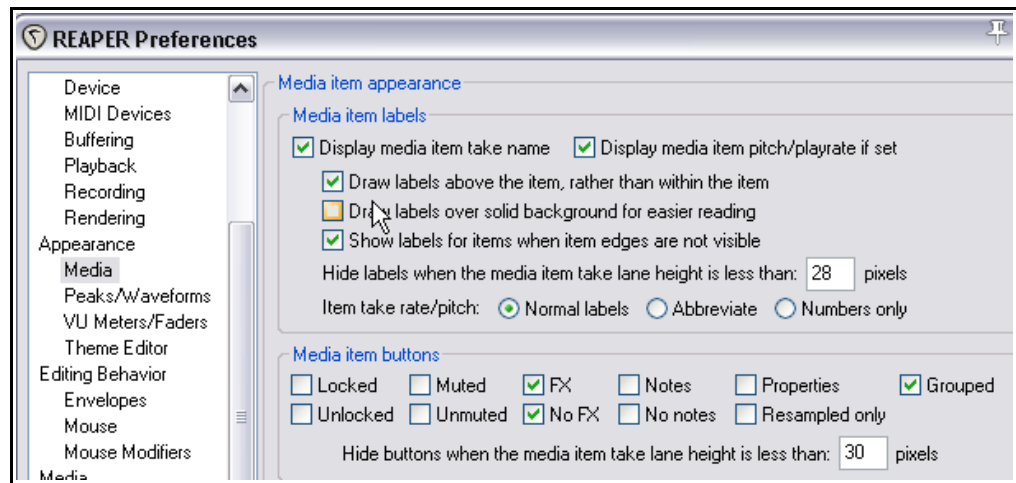 REAPER Preferences
Device
MIDI Devices
Buffering
Playback
Recording
Rendering
Appearance
Media
Peaks/Waveforms
VU Meters/Faders
Theme Editor
Editing Behavior
Envelopes
Mouse
Mouse Modifiers
Media
Media item appearance
Media item labels
Display media item take name Display media item pitch/playrate if set
Draw labels above the item, rather than within the item
Draw labels over solid background for easier reading
Show labels for items when item edges are not visible
Hide labels when the media item take lane height is less than: 28 pixels
Item take rate/pitch: Normal labels Abbreviate Numbers only
Media item buttons
Locked Muted FX Notes Properties Grouped
Unlocked Unmuted No FX No notes Resampled only
Hide buttons when the media item take lane height is less than: 30 pixels